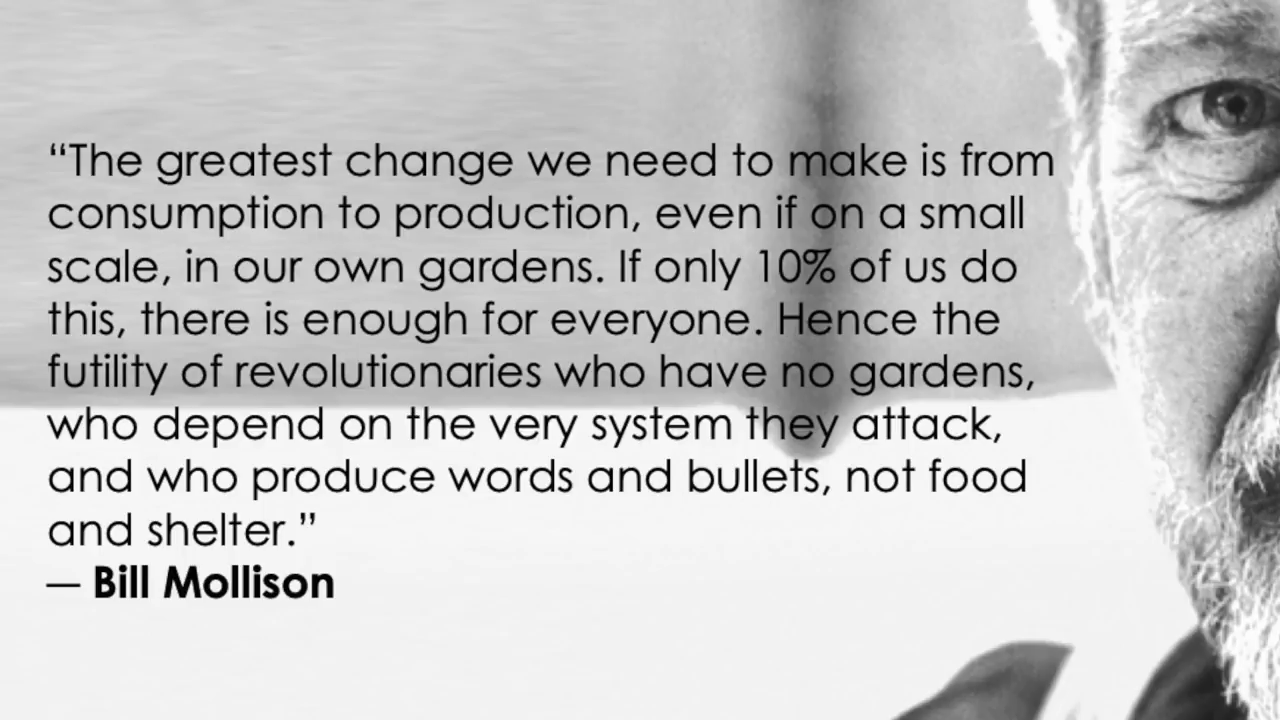 “The greatest change we need to make is from
consumption to production, even if on a small
scale, in our own gardens. If only 10% of us do
this, there is enough for everyone. Hence the
futility of revolutionaries who have no gardens,
who depend on the very system they attack,
and who produce words and bullets, not food
and shelter.”
— Bill Mollison